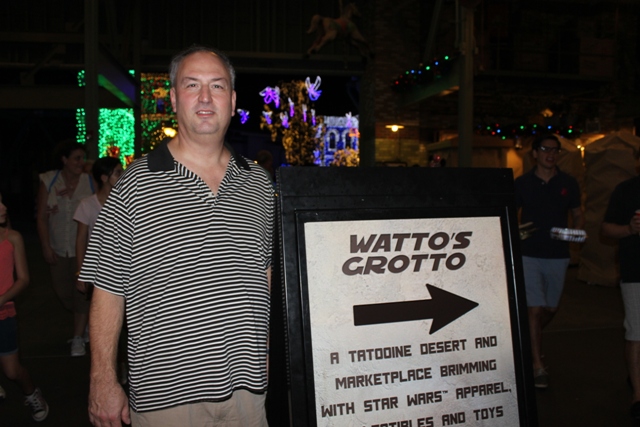 WATTO'S
GROTTO
A TATOOINE DESERT AND
MARKETPLACE BRIMMING
WITH STAR WARS™ APPAREL,
AND TOYS